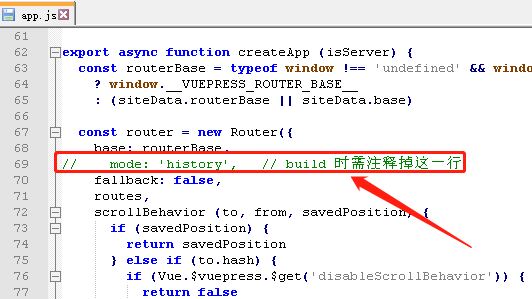 app.js
61
62 export async function createApp (isServer) {
63 const routerBase = typeof window !== 'undefined' && wind
64 ? window.__VUEPRESS_ROUTER_BASE__
65 : (siteData.routerBase || siteData.base)
66
67 const router = new Router({
68 base: routerBase,
69 // mode: 'history', // build 时需注释掉这一行
70 fallback: false,
71 routes,
72 scrollBehavior (to, from, savedPosition) {
73 if (savedPosition) {
74 return savedPosition
75 } else if (to.hash) {
76 if (Vue.$vuepress.$get('disableScrollBehavior')) {
77 return false